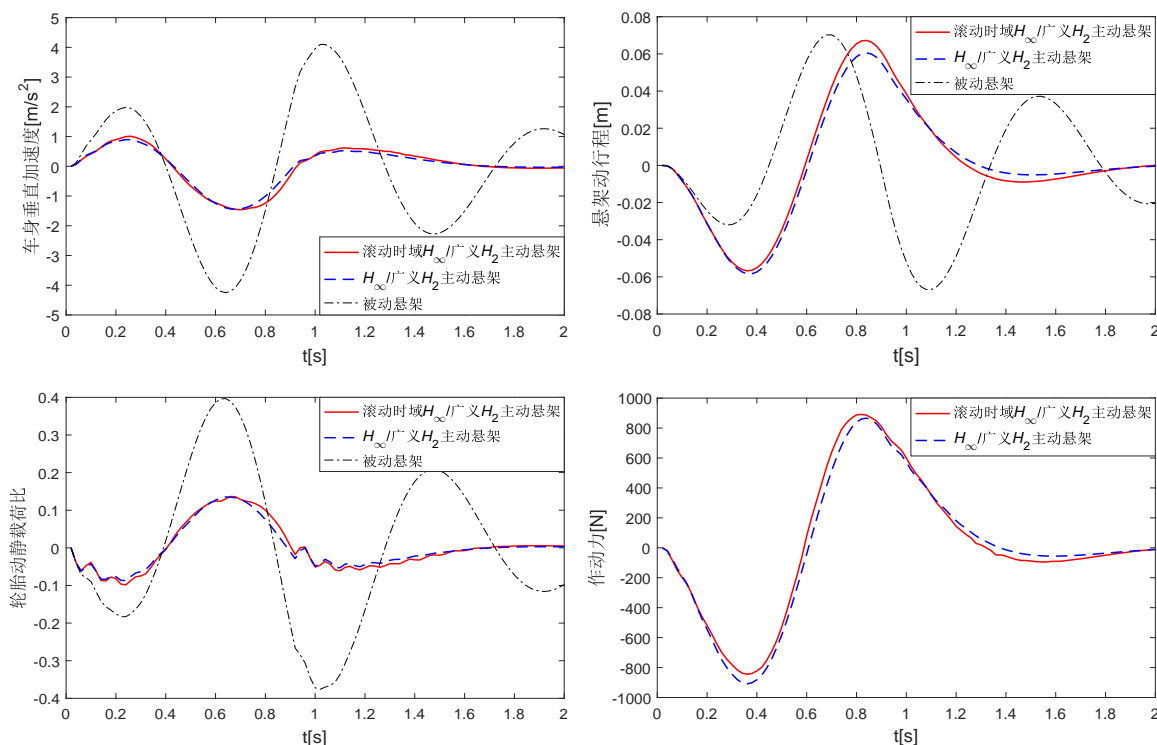 5
4
3
2
1
0
-1
-2
-3
-4
-5
车身垂直加速度[m/s²]
滚动时域H∞/广义H₂主动悬架
H∞/广义H₂主动悬架
被动悬架
0 0.2 0.4 0.6 0.8 1 1.2 1.4 1.6 1.8 2
t[s]
0.08
0.06
0.04
0.02
0
-0.02
-0.04
-0.06
-0.08
悬架动行程[m]
滚动时域H∞/广义H₂主动悬架
H∞/广义H₂主动悬架
被动悬架
0 0.2 0.4 0.6 0.8 1 1.2 1.4 1.6 1.8 2
t[s]
0.4
0.3
0.2
0.1
0
-0.1
-0.2
-0.3
-0.4
轮胎动静载荷比
滚动时域H∞/广义H₂主动悬架
H∞/广义H₂主动悬架
被动悬架
0 0.2 0.4 0.6 0.8 1 1.2 1.4 1.6 1.8 2
t[s]
1000
800
600
400
200
0
-200
-400
-600
-800
-1000
作动力[N]
滚动时域H∞/广义H₂主动悬架
H∞/广义H₂主动悬架
0 0.2 0.4 0.6 0.8 1 1.2 1.4 1.6 1.8 2
t[s]